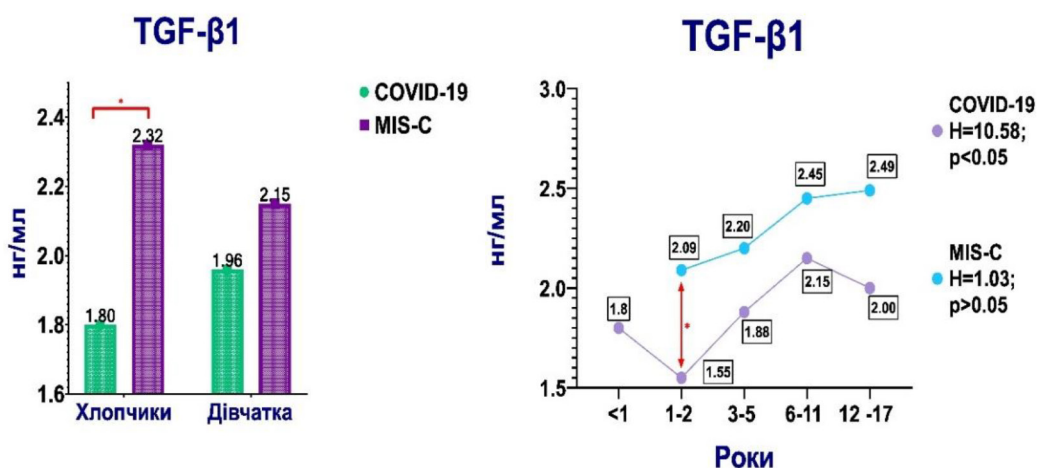 TGF-β1
нг/мл
2.4
2.2
2.0
1.8
1.6
*
1.80
2.32
1.96
2.15
Хлопчики
Дівчатка
COVID-19
MIS-C
TGF-β1
нг/мл
3.0
2.5
2.0
1.5
1.8
2.09
2.20
2.45
2.49
*
1.55
1.88
2.15
2.00
<1
1-2
3-5
6-11
12 -17
Роки
COVID-19
H=10.58;
p<0.05
MIS-C
H=1.03;
p>0.05